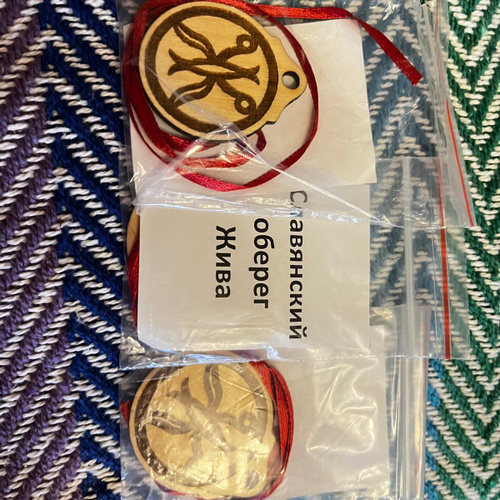 Славянский
оберег
Жива